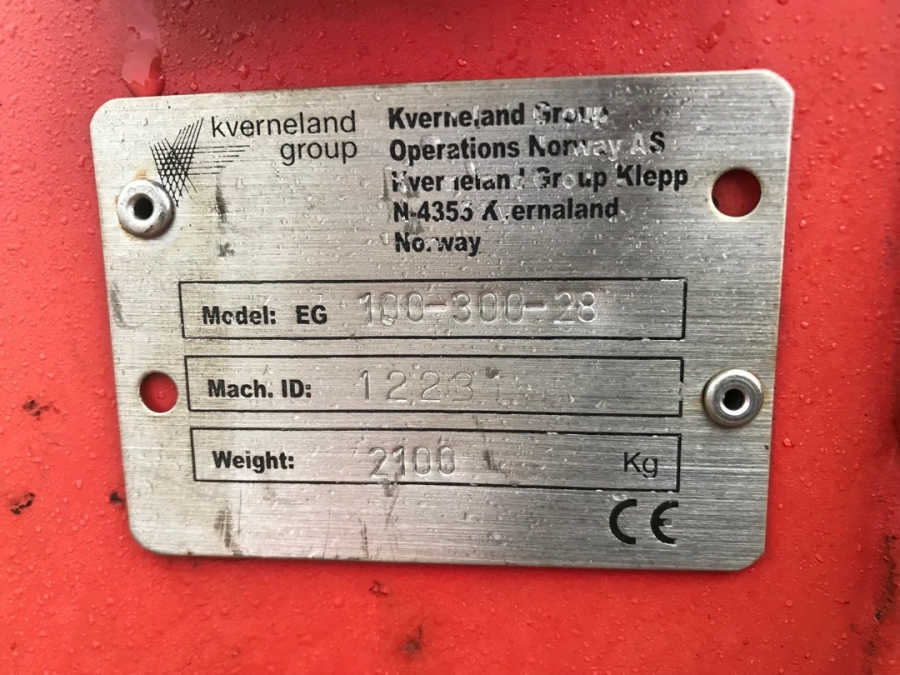 kverneland
group
Kverneland Group
Operations Norway AS
Kverneland Group Klepp
N-4355 Kvernaland
Norway
Model: EG 100-300-28
Mach. ID:
Weight: 2100 Kg
CE